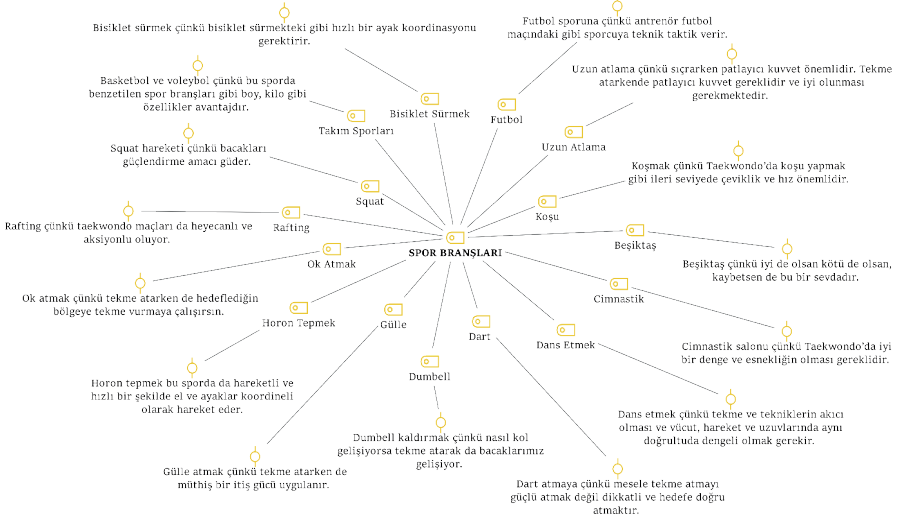 Bisiklet sürmek çünkü bisiklet sürmekteki gibi hızlı bir ayak koordinasyonu
gerektirir.
Futbol sporuna çünkü antrenör futbol
maçındaki gibi sporcuya teknik taktik verir.
Basketbol ve voleybol çünkü bu sporda
benzetilen spor branşları gibi boy, kilo gibi
özellikler avantajdır.
Uzun atlama çünkü sıçrarken patlayıcı kuvvet önemlidir. Tekme
atarkende patlayıcı kuvvet gereklidir ve iyi olunması
gerekmektedir.
Bisiklet Sürmek
Futbol
Takım Sporları
Uzun Atlama
Squat hareketi çünkü bacakları
güçlendirme amacı güder.
Koşmak çünkü Taekwondo'da koşu yapmak
gibi ileri seviyede çeviklik ve hız önemlidir.
Squat
Koşu
Rafting çünkü taekwondo maçları da heyecanlı ve
aksiyonlu oluyor.
Rafting
Beşiktaş
SPOR BRANŞLARI
Ok Atmak
Beşiktaş çünkü iyi de olsan kötü de olsan,
kaybetsen de bu bir sevdadır.
Ok atmak çünkü tekme atarken de hedeflediğin
bölgeye tekme vurmaya çalışırsın.
Cimnastik
Horon Tepmek
Gülle
Dart
Dans Etmek
Cimnastik salonu çünkü Taekwondo'da iyi
bir denge ve esnekliğin olması gereklidir.
Dumbell
Horon tepmek bu sporda da hareketli ve
hızlı bir şekilde el ve ayaklar koordineli
olarak hareket eder.
Dans etmek çünkü tekme ve tekniklerin akıcı
olması ve vücut, hareket ve uzuvlarında aynı
doğrultuda dengeli olmak gerekir.
Dumbell kaldırmak çünkü nasıl kol
gelişiyorsa tekme atarak da bacaklarımız
gelişiyor.
Gülle atmak çünkü tekme atarken de
müthiş bir itiş gücü uygulanır.
Dart atmaya çünkü mesele tekme atmayı
güçlü atmak değil dikkatli ve hedefe doğru
atmaktır.